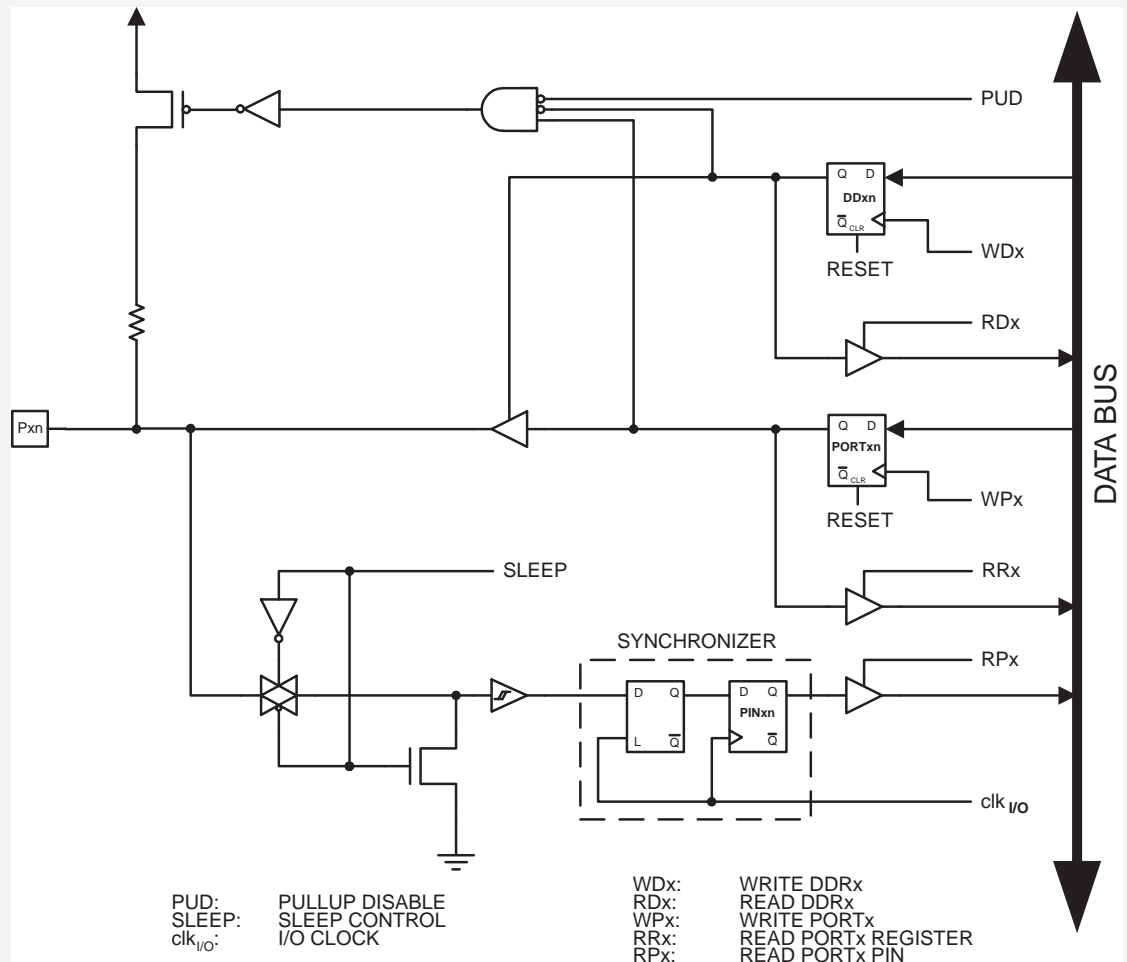 PUD
Q D
DDxn
Q CLR
WDx
RESET
RDx
DATA BUS
Pxn
Q D
PORTxn
Q CLR
WPx
RESET
SLEEP
RRx
SYNCHRONIZER
RPx
D Q
D Q
PINxn
L Q
Q
clk I/O
PUD: PULLUP DISABLE
SLEEP: SLEEP CONTROL
clkI/O: I/O CLOCK
WDx: WRITE DDRx
RDx: READ DDRx
WPx: WRITE PORTx
RRx: READ PORTx REGISTER
RPx: READ PORTx PIN